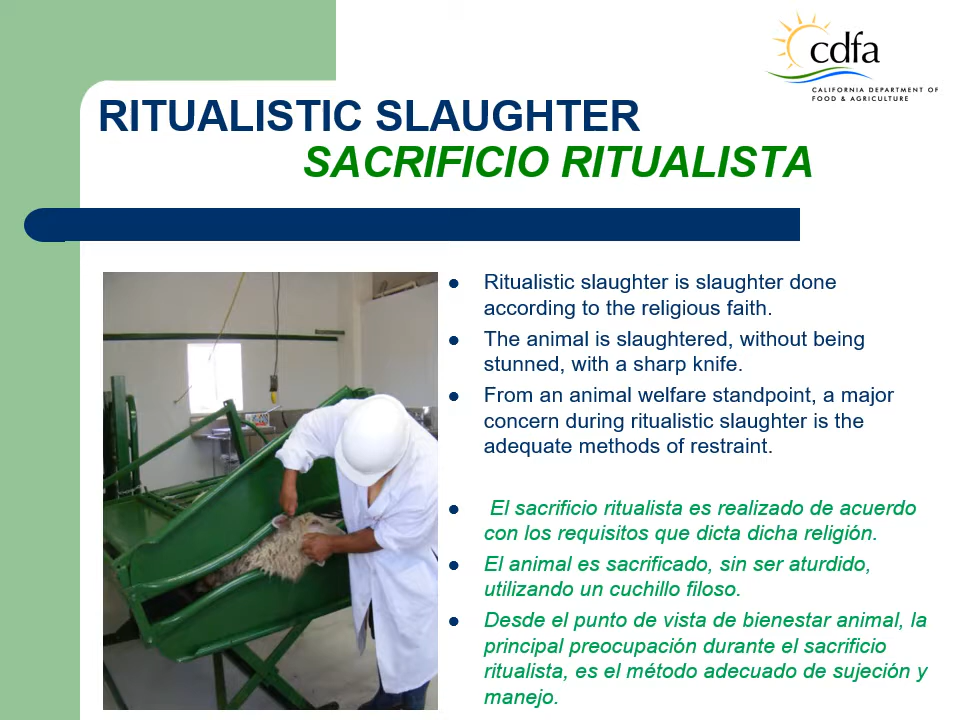 cdfa
CALIFORNIA DEPARTMENT OF
FOOD & AGRICULTURE
RITUALISTIC SLAUGHTER
SACRIFICIO RITUALISTA
Ritualistic slaughter is slaughter done
according to the religious faith.
The animal is slaughtered, without being
stunned, with a sharp knife.
From an animal welfare standpoint, a major
concern during ritualistic slaughter is the
adequate methods of restraint.
El sacrificio ritualista es realizado de acuerdo
con los requisitos que dicta dicha religión.
El animal es sacrificado, sin ser aturdido,
utilizando un cuchillo filoso.
Desde el punto de vista de bienestar animal, la
principal preocupación durante el sacrificio
ritualista, es el método adecuado de sujeción y
manejo.